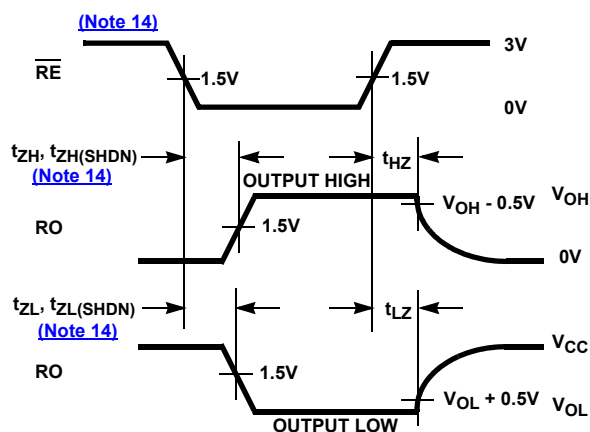 (Note 14)
3V
RE
1.5V
1.5V
0V
tZH, tZH(SHDN)
tHZ
(Note 14)
OUTPUT HIGH
VOH - 0.5V
VOH
RO
1.5V
0V
tZL, tZL(SHDN)
tLZ
(Note 14)
VCC
RO
1.5V
VOL + 0.5V
VOL
OUTPUT LOW